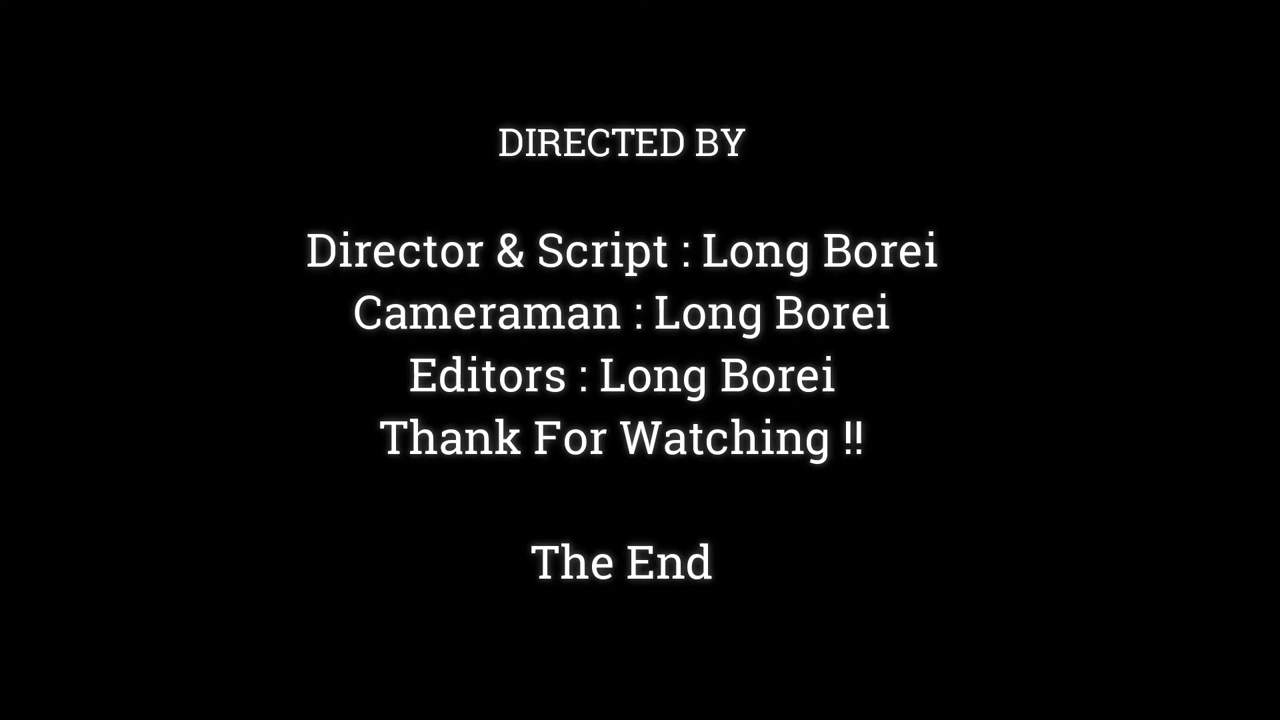 DIRECTED BY
Director & Script : Long Borei
Cameraman : Long Borei
Editors : Long Borei
Thank For Watching !!
The End